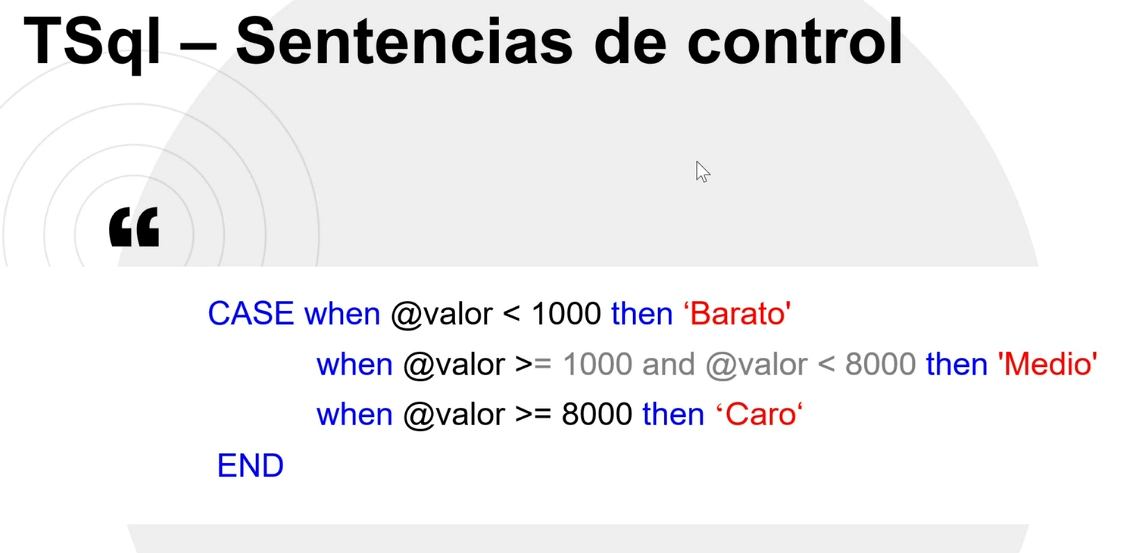 TSql – Sentencias de control
“
CASE when @valor < 1000 then ‘Barato'
when @valor >= 1000 and @valor < 8000 then 'Medio'
when @valor >= 8000 then ‘Caro‘
END